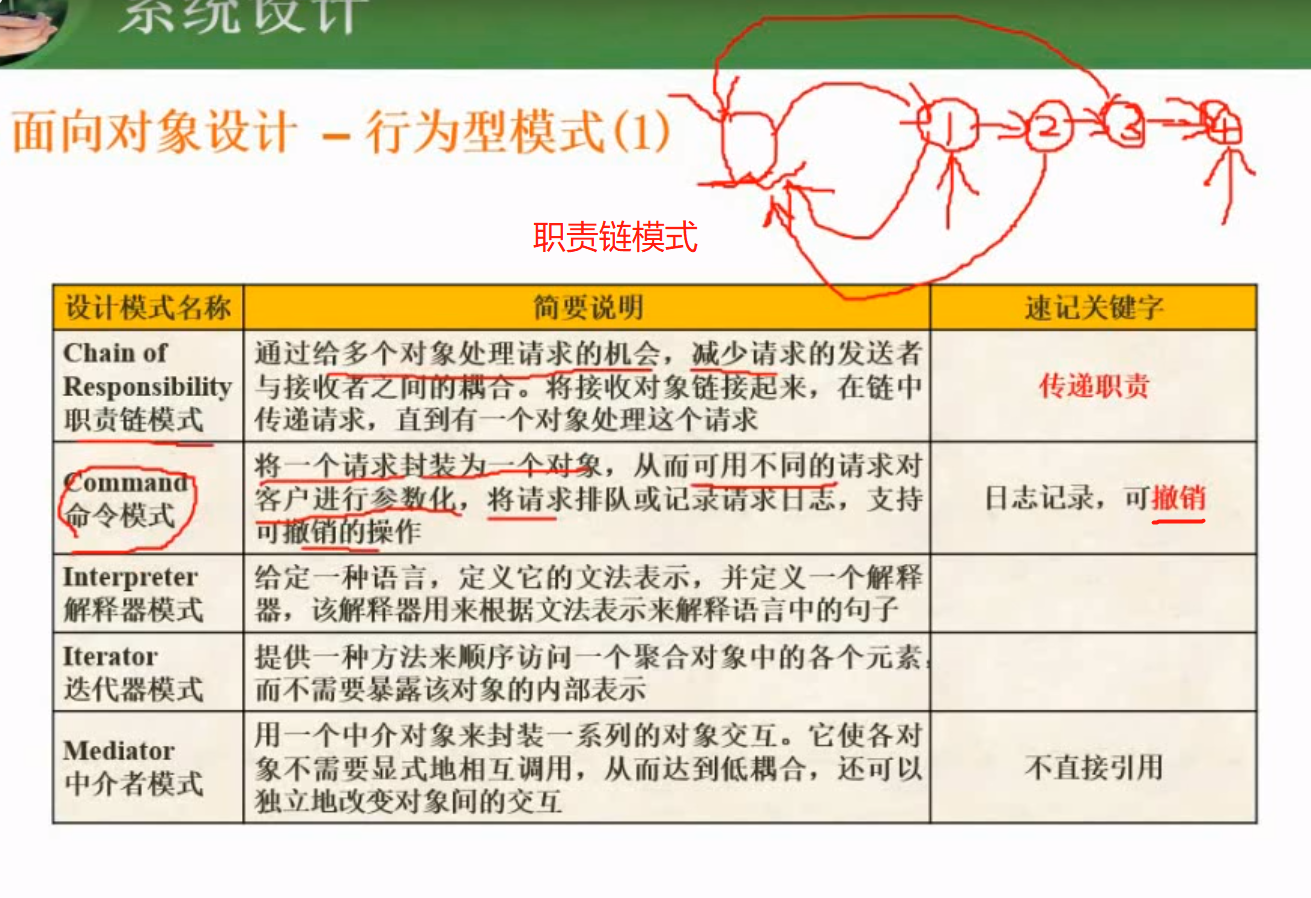 系统设计
面向对象设计 – 行为型模式(1)
1
2
3
4
职责链模式
设计模式名称
简要说明
速记关键字
Chain of
Responsibility
职责链模式
通过给多个对象处理请求的机会，减少请求的发送者
与接收者之间的耦合。将接收对象链接起来，在链中
传递请求，直到有一个对象处理这个请求
传递职责
Command
命令模式
将一个请求封装为一个对象，从而可用不同的请求对
客户进行参数化，将请求排队或记录请求日志，支持
可撤销的操作
日志记录，可撤销
Interpreter
解释器模式
给定一种语言，定义它的文法表示，并定义一个解释
器，该解释器用来根据文法表示来解释语言中的句子
Iterator
迭代器模式
提供一种方法来顺序访问一个聚合对象中的各个元素，
而不需要暴露该对象的内部表示
Mediator
中介者模式
用一个中介对象来封装一系列的对象交互。它使各对
象不需要显式地相互调用，从而达到低耦合，还可以
独立地改变对象间的交互
不直接引用